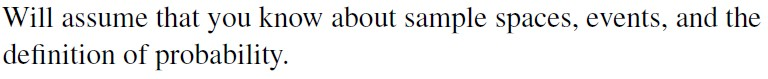 Will assume that you know about sample spaces, events, and the
definition of probability.